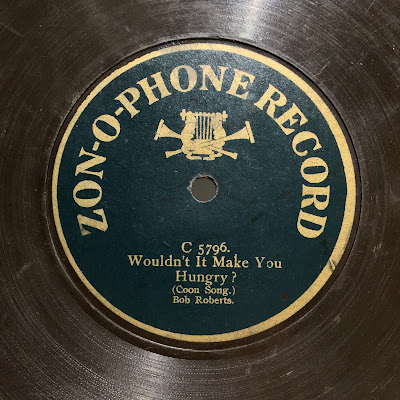 ZON-O-PHONE RECORD
C 5796.
Wouldn't It Make You
Hungry?
(Coon Song.)
Bob Roberts.